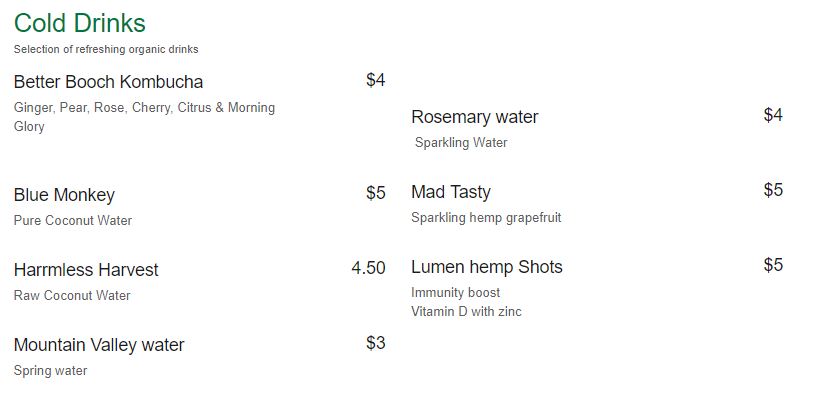 Cold Drinks
Selection of refreshing organic drinks
Better Booch Kombucha $4
Ginger, Pear, Rose, Cherry, Citrus & Morning
Glory
Rosemary water $4
Sparkling Water
Blue Monkey $5
Pure Coconut Water
Mad Tasty $5
Sparkling hemp grapefruit
Harrmless Harvest 4.50
Raw Coconut Water
Lumen hemp Shots $5
Immunity boost
Vitamin D with zinc
Mountain Valley water $3
Spring water